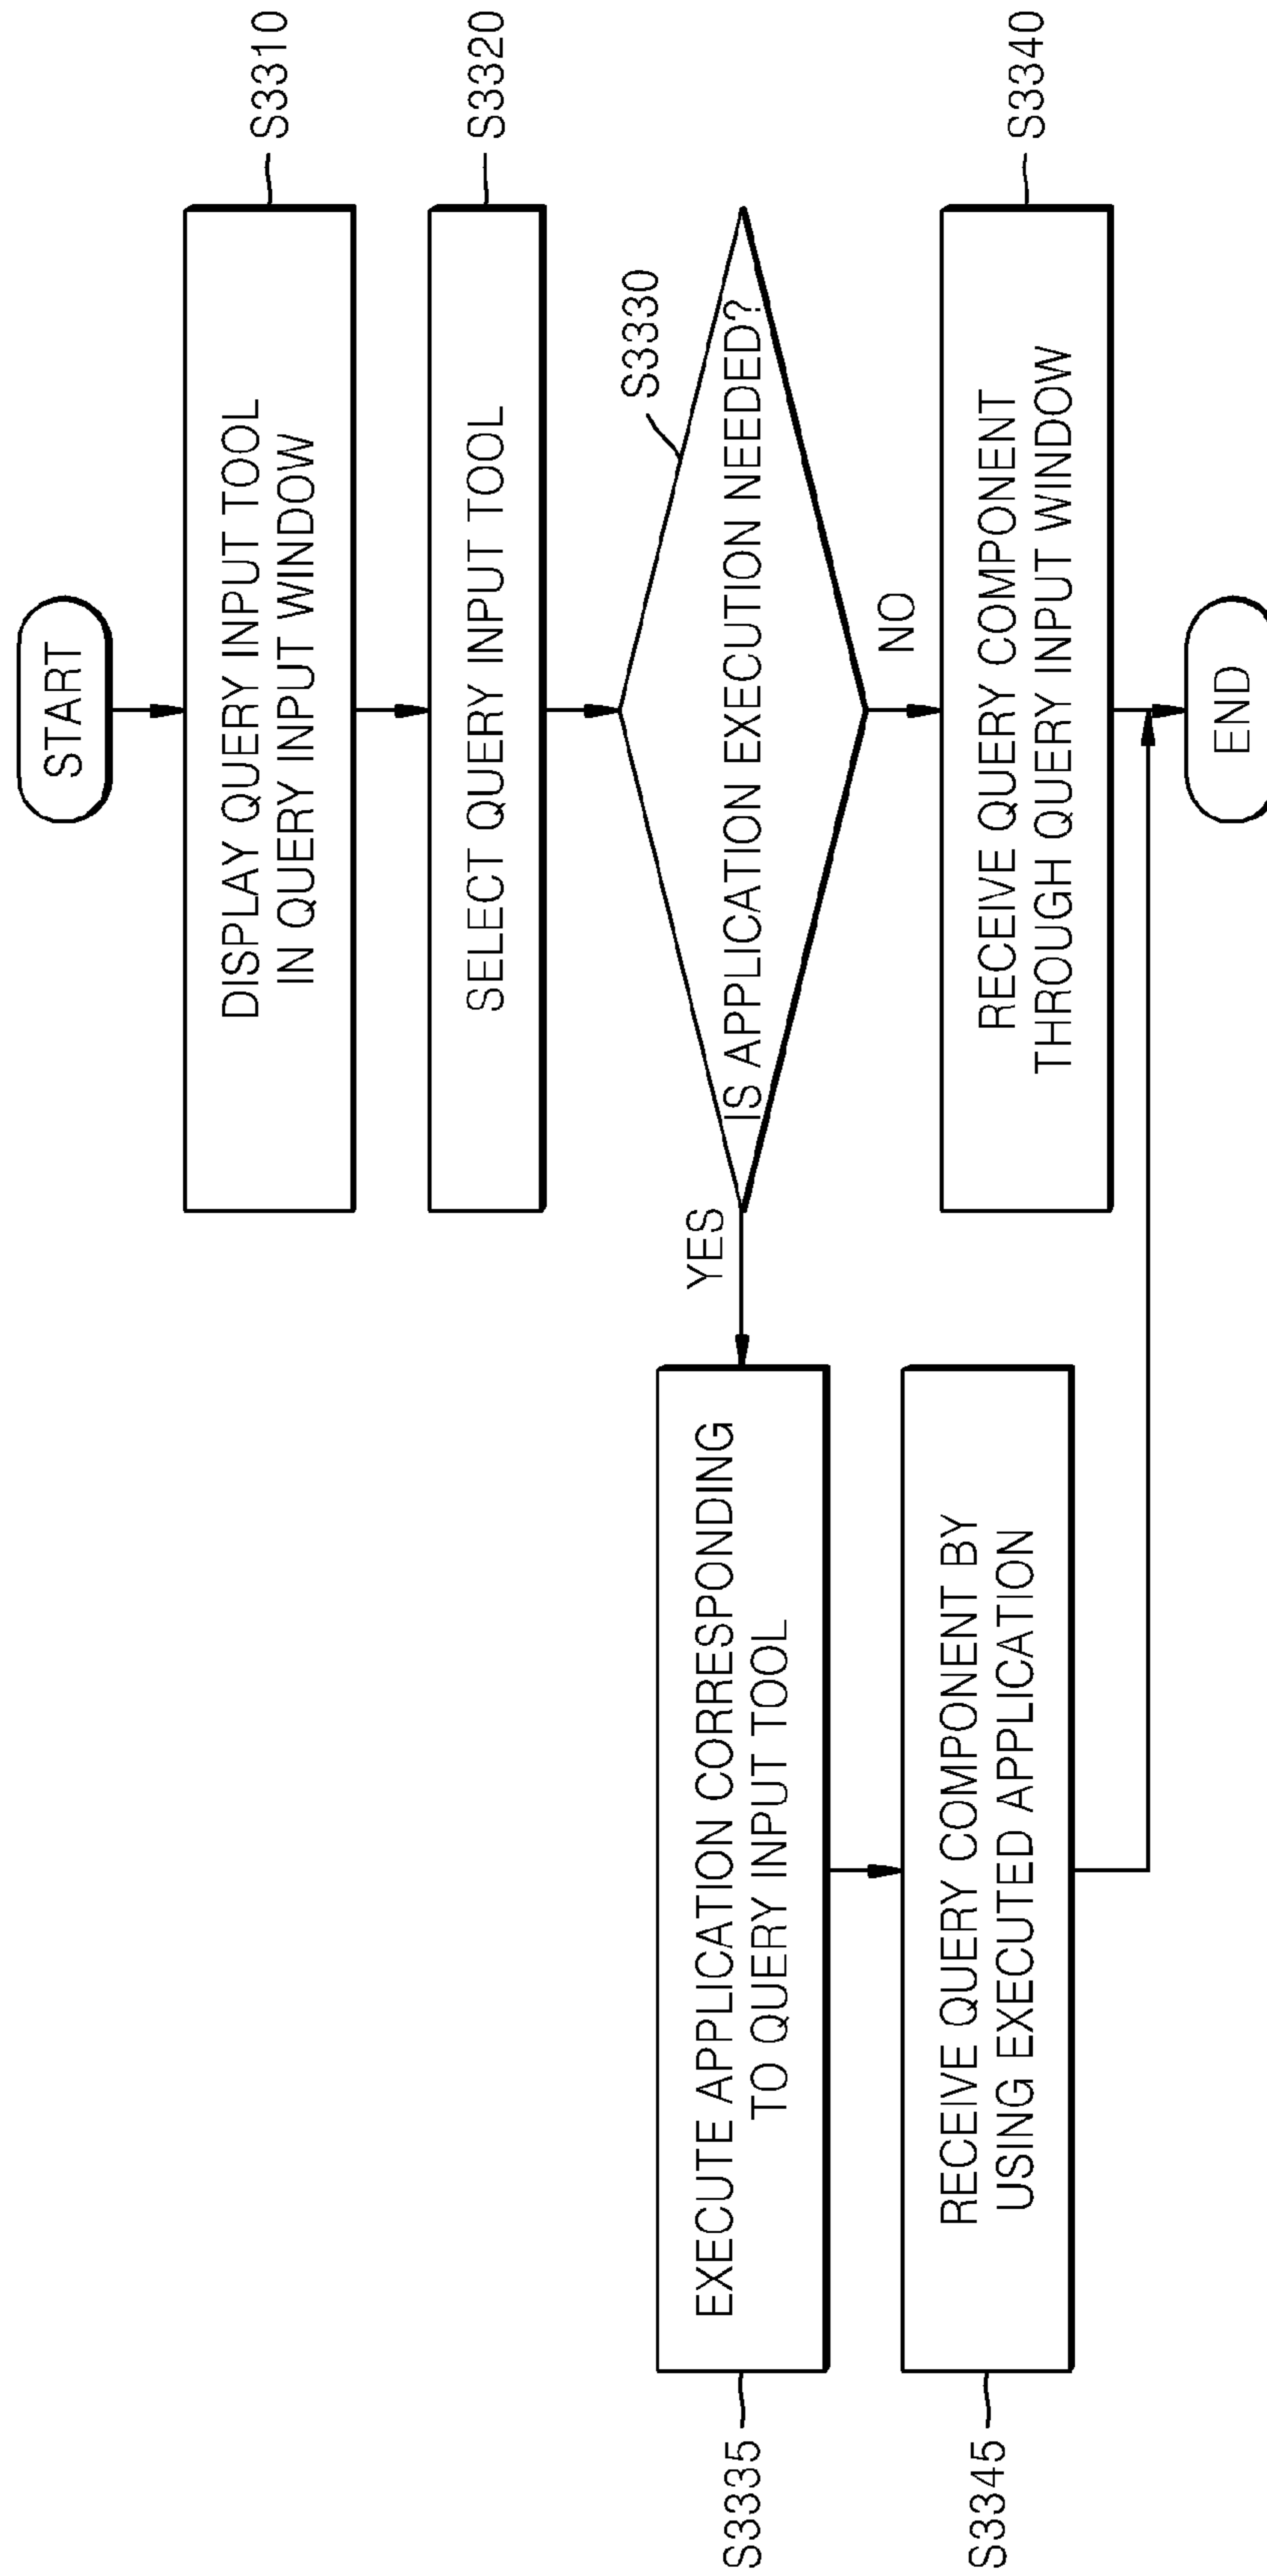 START
DISPLAY QUERY INPUT TOOL
IN QUERY INPUT WINDOW
S3310
SELECT QUERY INPUT TOOL
S3320
S3330
IS APPLICATION EXECUTION NEEDED?
YES
NO
EXECUTE APPLICATION CORRESPONDING
TO QUERY INPUT TOOL
S3335
RECEIVE QUERY COMPONENT
THROUGH QUERY INPUT WINDOW
S3340
RECEIVE QUERY COMPONENT BY
USING EXECUTED APPLICATION
S3345
END